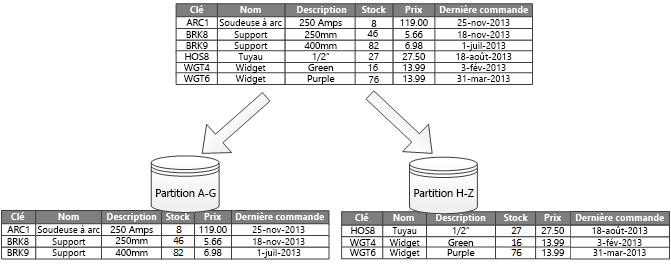 Clé Nom Description Stock Prix Dernière commande
ARC1 Soudeuse à arc 250 Amps 8 119.00 25-nov-2013
BRK8 Support 250mm 46 5.66 18-nov-2013
BRK9 Support 400mm 82 6.98 1-juil-2013
HOS8 Tuyau 1/2" 27 27.50 18-août-2013
WGT4 Widget Green 16 13.99 3-fév-2013
WGT6 Widget Purple 76 13.99 31-mar-2013
Partition A-G
Partition H-Z
Clé Nom Description Stock Prix Dernière commande
ARC1 Soudeuse à arc 250 Amps 8 119.00 25-nov-2013
BRK8 Support 250mm 46 5.66 18-nov-2013
BRK9 Support 400mm 82 6.98 1-juil-2013
Clé Nom Description Stock Prix Dernière commande
HOS8 Tuyau 1/2" 27 27.50 18-août-2013
WGT4 Widget Green 16 13.99 3-fév-2013
WGT6 Widget Purple 76 13.99 31-mar-2013